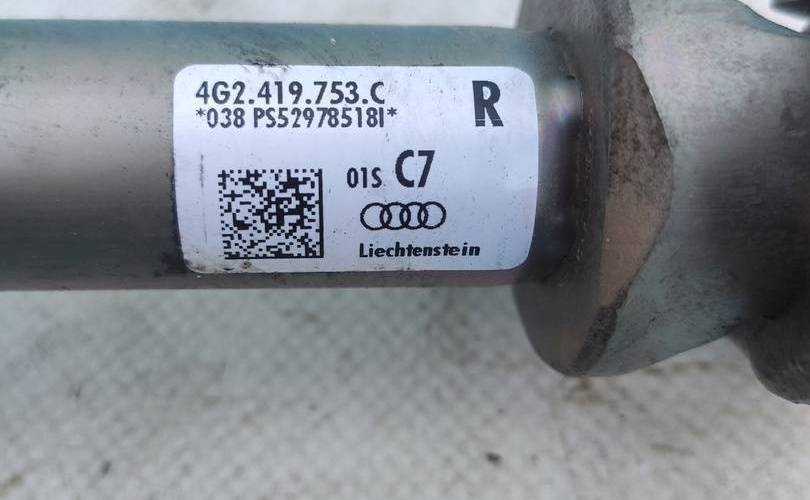 4G2.419.753.C
R
*038 PS52978518I*
01S C7
Liechtenstein